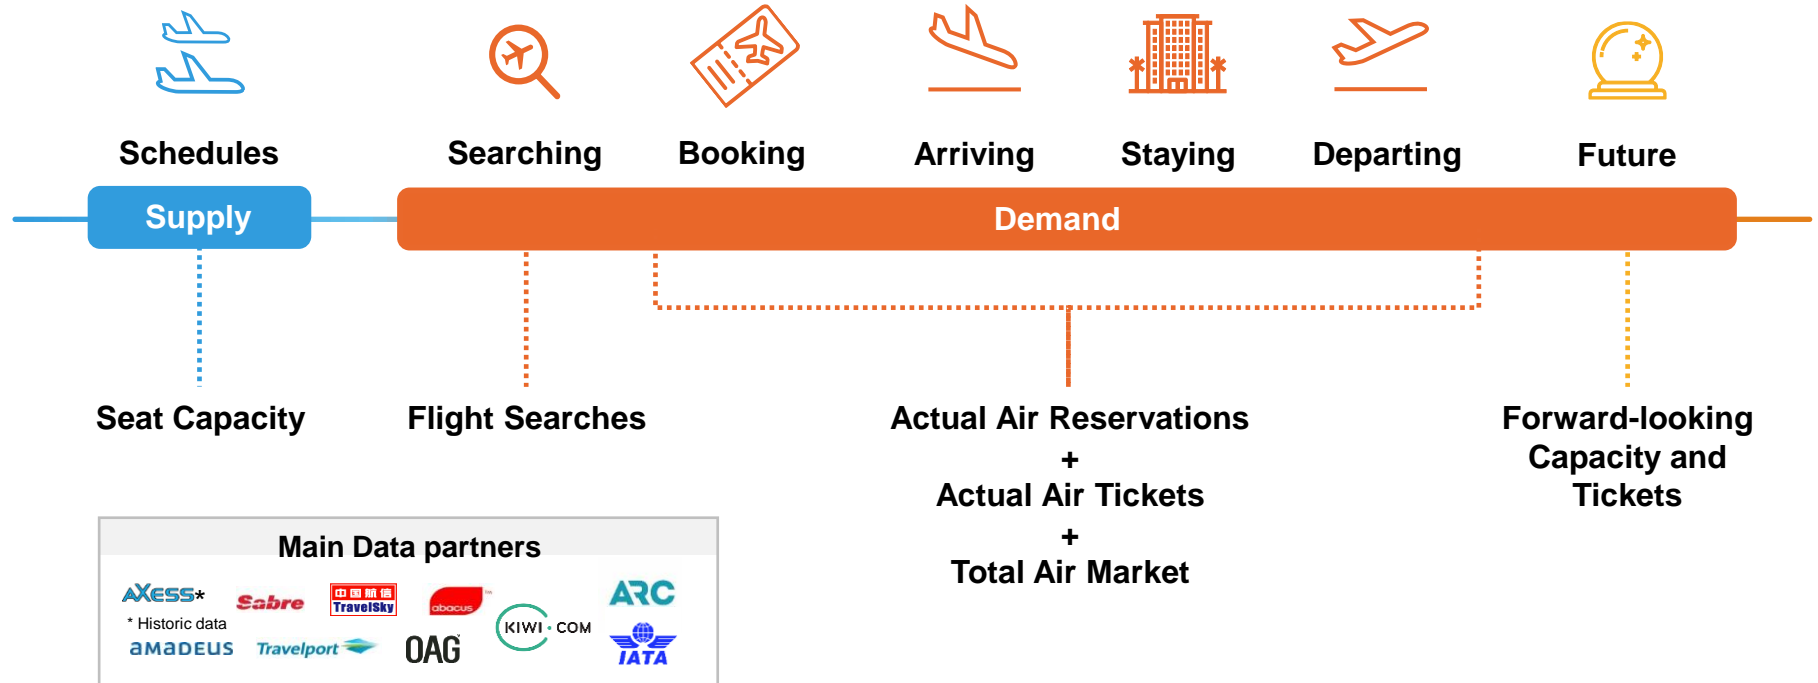 Schedules
Searching
Booking
Arriving
Staying
Departing
Future
Supply
Demand
Seat Capacity
Flight Searches
Actual Air Reservations
+
Actual Air Tickets
+
Total Air Market
Forward-looking
Capacity and
Tickets
Main Data partners
AXESS*
* Historic data
Sabre
中国航信
TravelSky
abacus
KIWI.COM
ARC
amadeus
Travelport
OAG
IATA